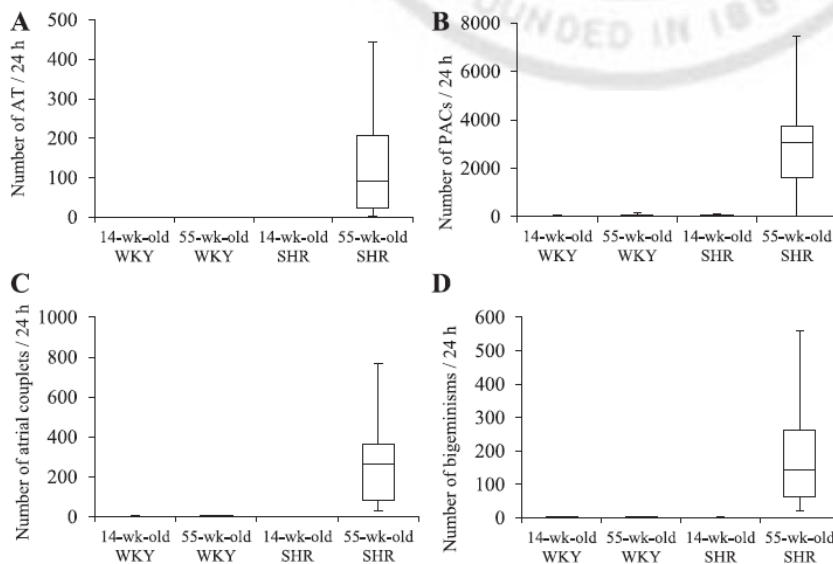 OUNDED IN 188
A
Number of AT / 24 h
500
400
300
200
100
0
14-wk-old 55-wk-old 14-wk-old 55-wk-old
WKY WKY SHR SHR
B
Number of PACs / 24 h
8000
6000
4000
2000
0
14-wk-old 55-wk-old 14-wk-old 55-wk-old
WKY WKY SHR SHR
C
Number of atrial couplets / 24 h
1000
800
600
400
200
0
14-wk-old 55-wk-old 14-wk-old 55-wk-old
WKY WKY SHR SHR
D
Number of bigeminisms / 24 h
600
500
400
300
200
100
0
14-wk-old 55-wk-old 14-wk-old 55-wk-old
WKY WKY SHR SHR